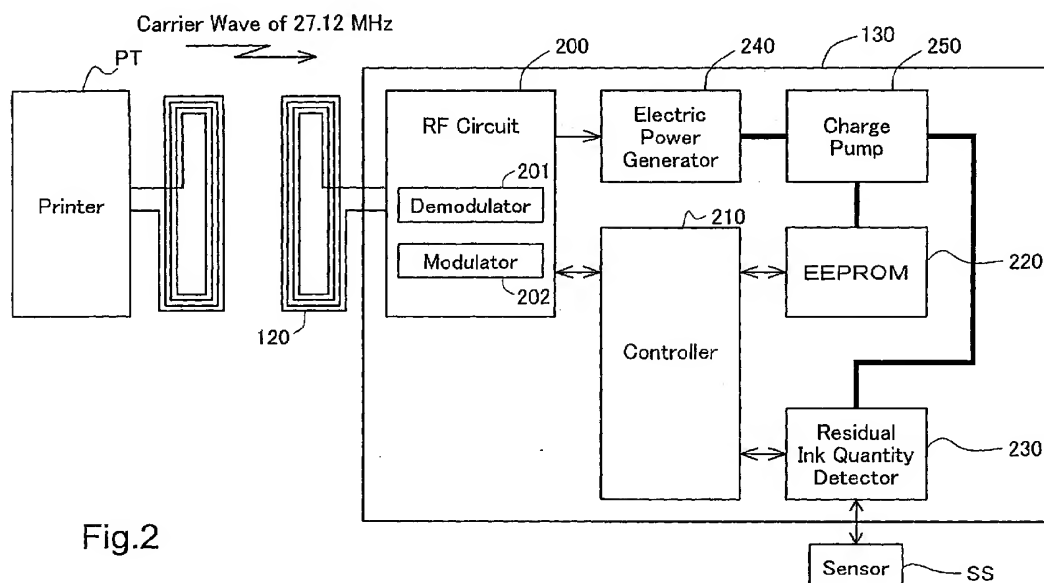 Carrier Wave of 27.12 MHz
PT
200
240
130
250
Printer
RF Circuit
201
Demodulator
Modulator
202
120
Electric
Power
Generator
Charge
Pump
210
Controller
EEPROM
220
Residual
Ink Quantity
Detector
230
Sensor
SS
Fig.2